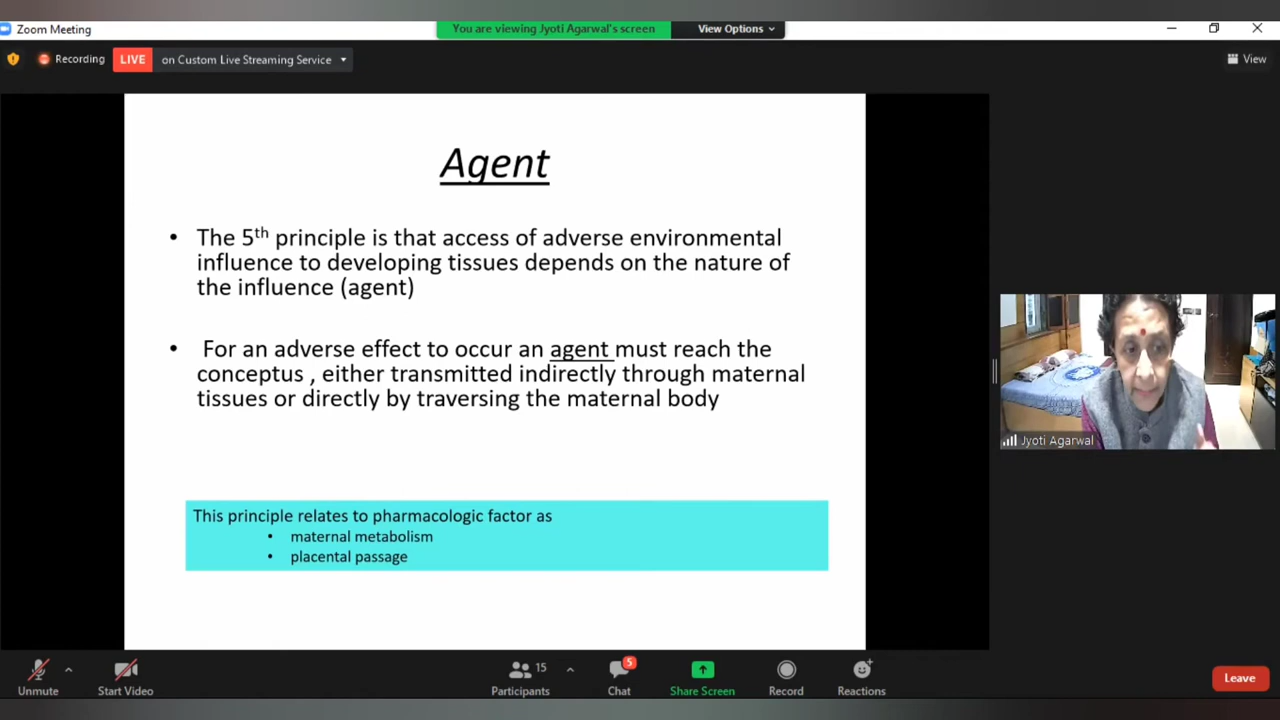 Zoom Meeting
You are viewing Jyoti Agarwal's screen
View Options
Recording
LIVE
on Custom Live Streaming Service
View
Agent
• The 5th principle is that access of adverse environmental
influence to developing tissues depends on the nature of
the influence (agent)
• For an adverse effect to occur an agent must reach the
conceptus , either transmitted indirectly through maternal
tissues or directly by traversing the maternal body
This principle relates to pharmacologic factor as
• maternal metabolism
• placental passage
Jyoti Agarwal
Unmute
Start Video
15
Participants
5
Chat
Share Screen
Record
Reactions
Leave